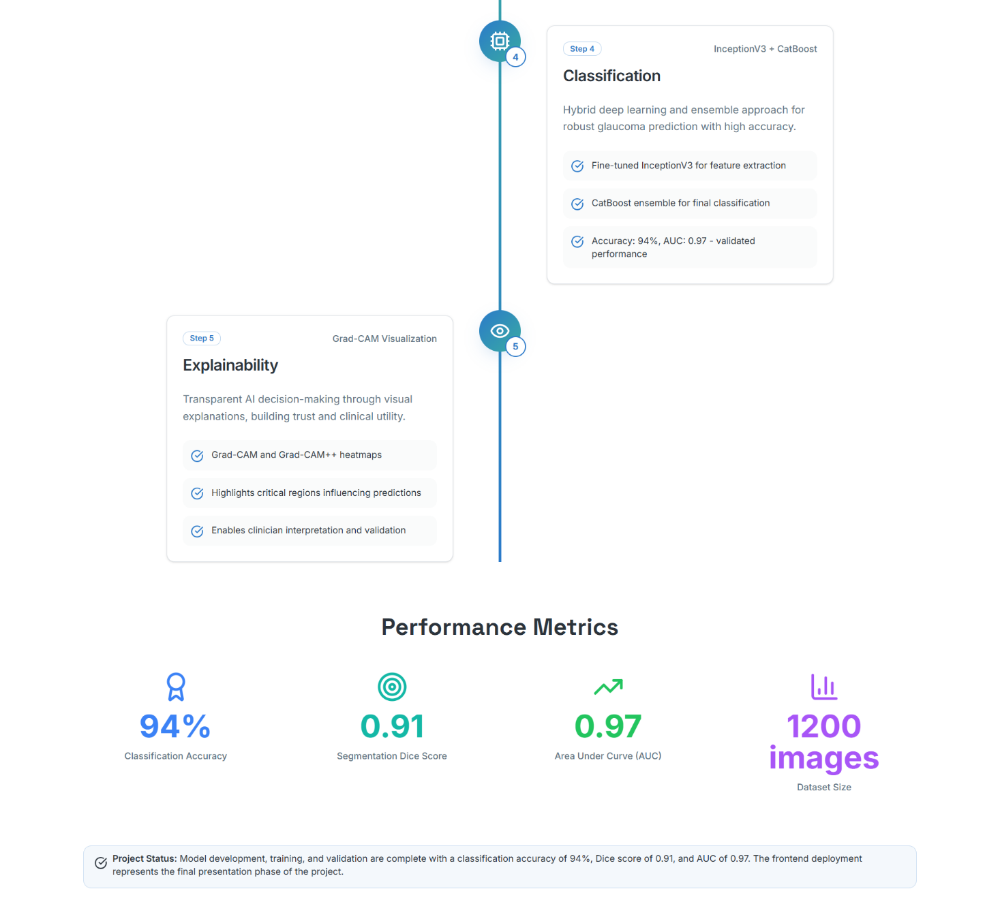 4
Step 4
InceptionV3 + CatBoost
Classification
Hybrid deep learning and ensemble approach for
robust glaucoma prediction with high accuracy.
Fine-tuned InceptionV3 for feature extraction
CatBoost ensemble for final classification
Accuracy: 94%, AUC: 0.97 - validated
performance
Step 5
Grad-CAM Visualization
5
Explainability
Transparent AI decision-making through visual
explanations, building trust and clinical utility.
Grad-CAM and Grad-CAM++ heatmaps
Highlights critical regions influencing predictions
Enables clinician interpretation and validation
Performance Metrics
94%
Classification Accuracy
0.91
Segmentation Dice Score
0.97
Area Under Curve (AUC)
1200
images
Dataset Size
Project Status: Model development, training, and validation are complete with a classification accuracy of 94%, Dice score of 0.91, and AUC of 0.97. The frontend deployment
represents the final presentation phase of the project.